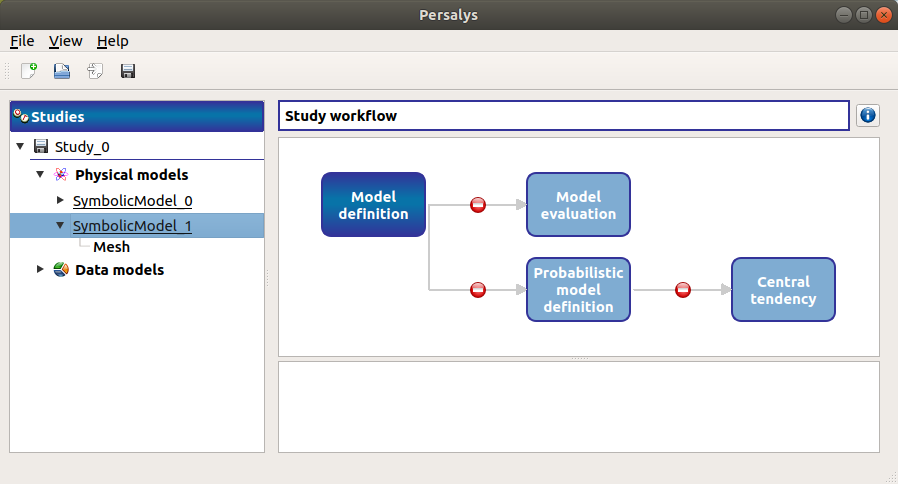 Persalys
File View Help
Studies
Study_0
Physical models
SymbolicModel_0
SymbolicModel_1
Mesh
Data models
Study workflow
Model
definition
Model
evaluation
Probabilistic
model
definition
Central
tendency